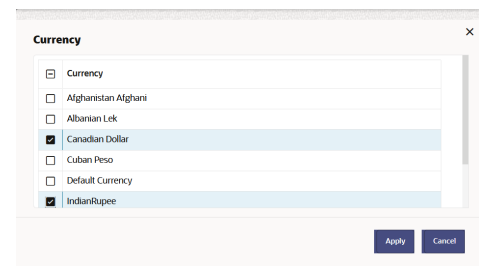 Currency
Currency
Afghanistan Afghani
Albanian Lek
Canadian Dollar
Cuban Peso
Default Currency
IndianRupee
Apply Cancel